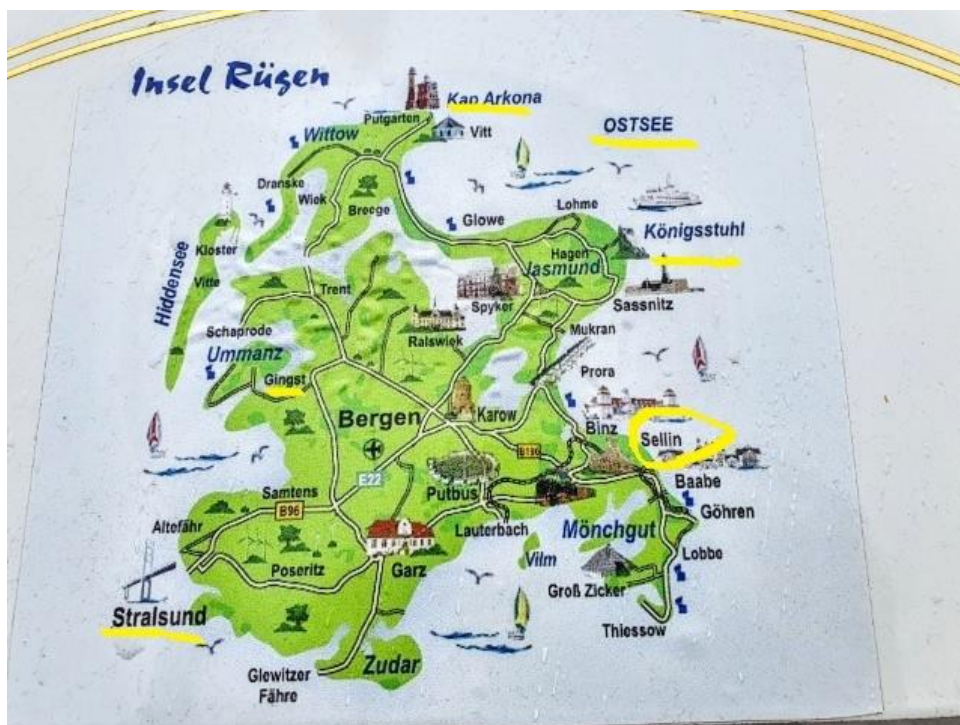 Insel Rügen
Kap Arkona
Putgarten
Vitt
OSTSEE
Wittow
Dranske
Wiek
Breege
Lohme
Glowe
Königsstuhl
Kloster
Hagen
Jasmund
Hiddensee
Vitte
Trent
Spyker
Sassnitz
Schaprode
Ralswiek
Mukran
Ummanz
Prora
Gingst
Bergen
Karow
Binz
Sellin
B196
E22
Putbus
Baabe
Samtens
B96
Göhren
Altefähr
Lauterbach
Mönchgut
Lobbe
Poseritz
Garz
Vilm
Groß Zicker
Stralsund
Thiessow
Zudar
Glewitzer
Fähre